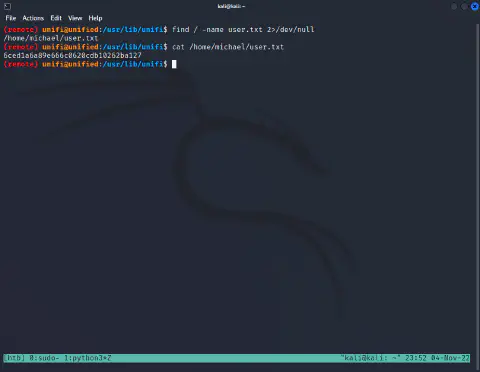 kali@kali: ~
File Actions Edit View Help
(remote) unifi@unified:/usr/lib/unifi$ find / -name user.txt 2>/dev/null
/home/michael/user.txt
(remote) unifi@unified:/usr/lib/unifi$ cat /home/michael/user.txt
6ced1a6a89e666c0620cdb10262ba127
(remote) unifi@unified:/usr/lib/unifi$
[htb] 0:sudo- 1:python3*Z "kali@kali: ~" 23:52 04-Nov-22